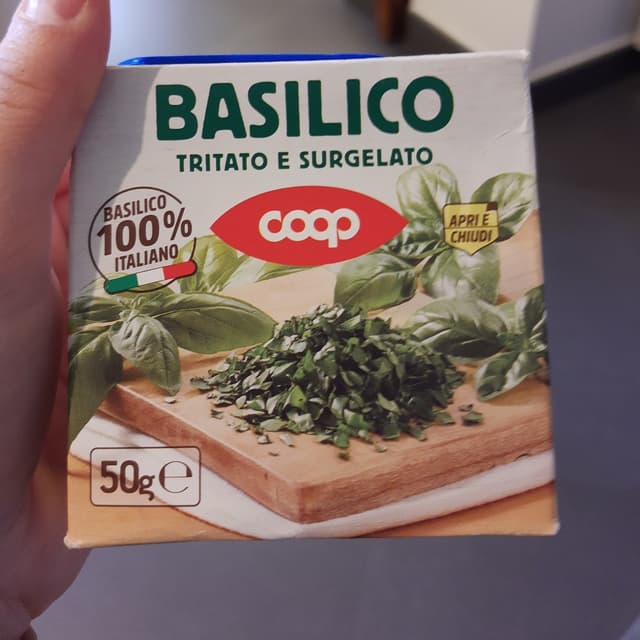 BASILICO
TRITATO E SURGELATO
coop
BASILICO
100%
ITALIANO
APRI E
CHIUDI
50g ℮